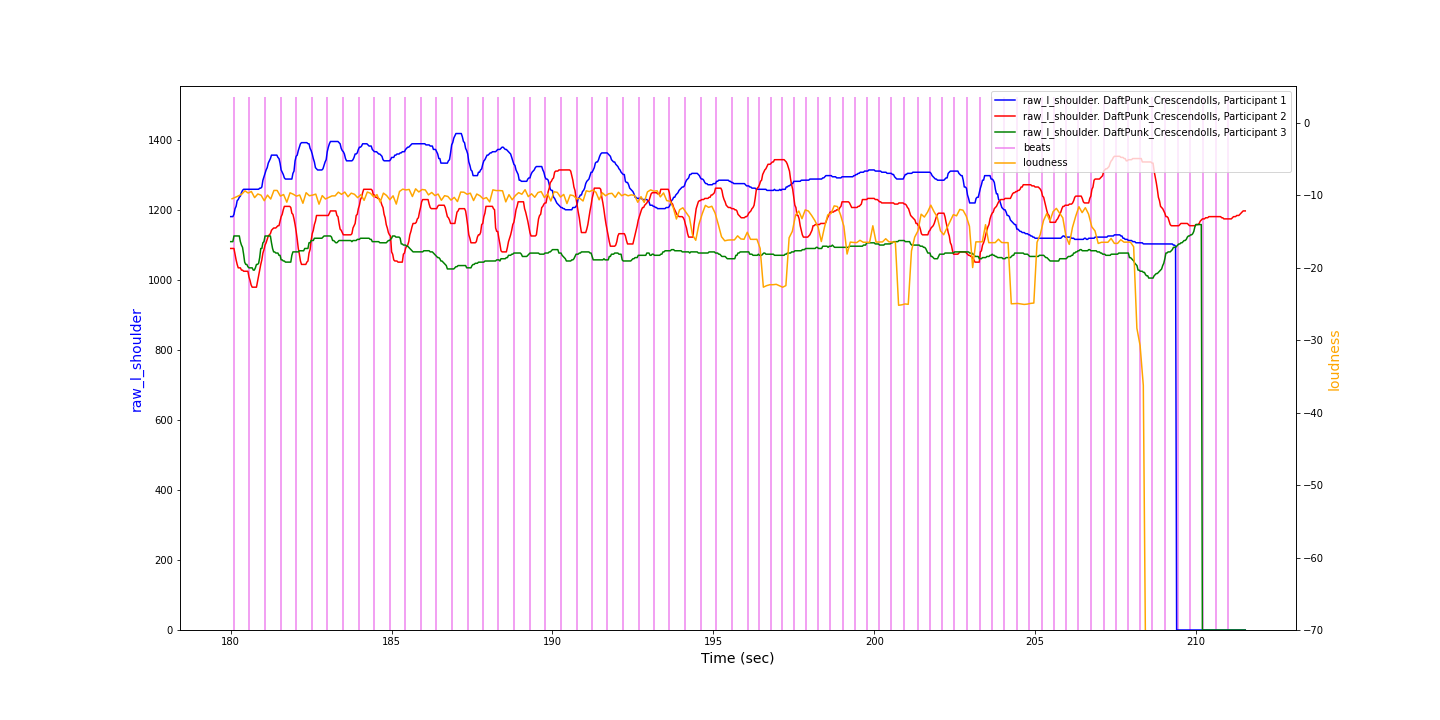 raw_l_shoulder. DaftPunk_Crescendolls, Participant 1
raw_l_shoulder. DaftPunk_Crescendolls, Participant 2
raw_l_shoulder. DaftPunk_Crescendolls, Participant 3
beats
loudness
1400
1200
1000
800
600
400
200
0
raw_l_shoulder
0
−10
−20
−30
−40
−50
−60
−70
loudness
180
185
190
195
200
205
210
Time (sec)